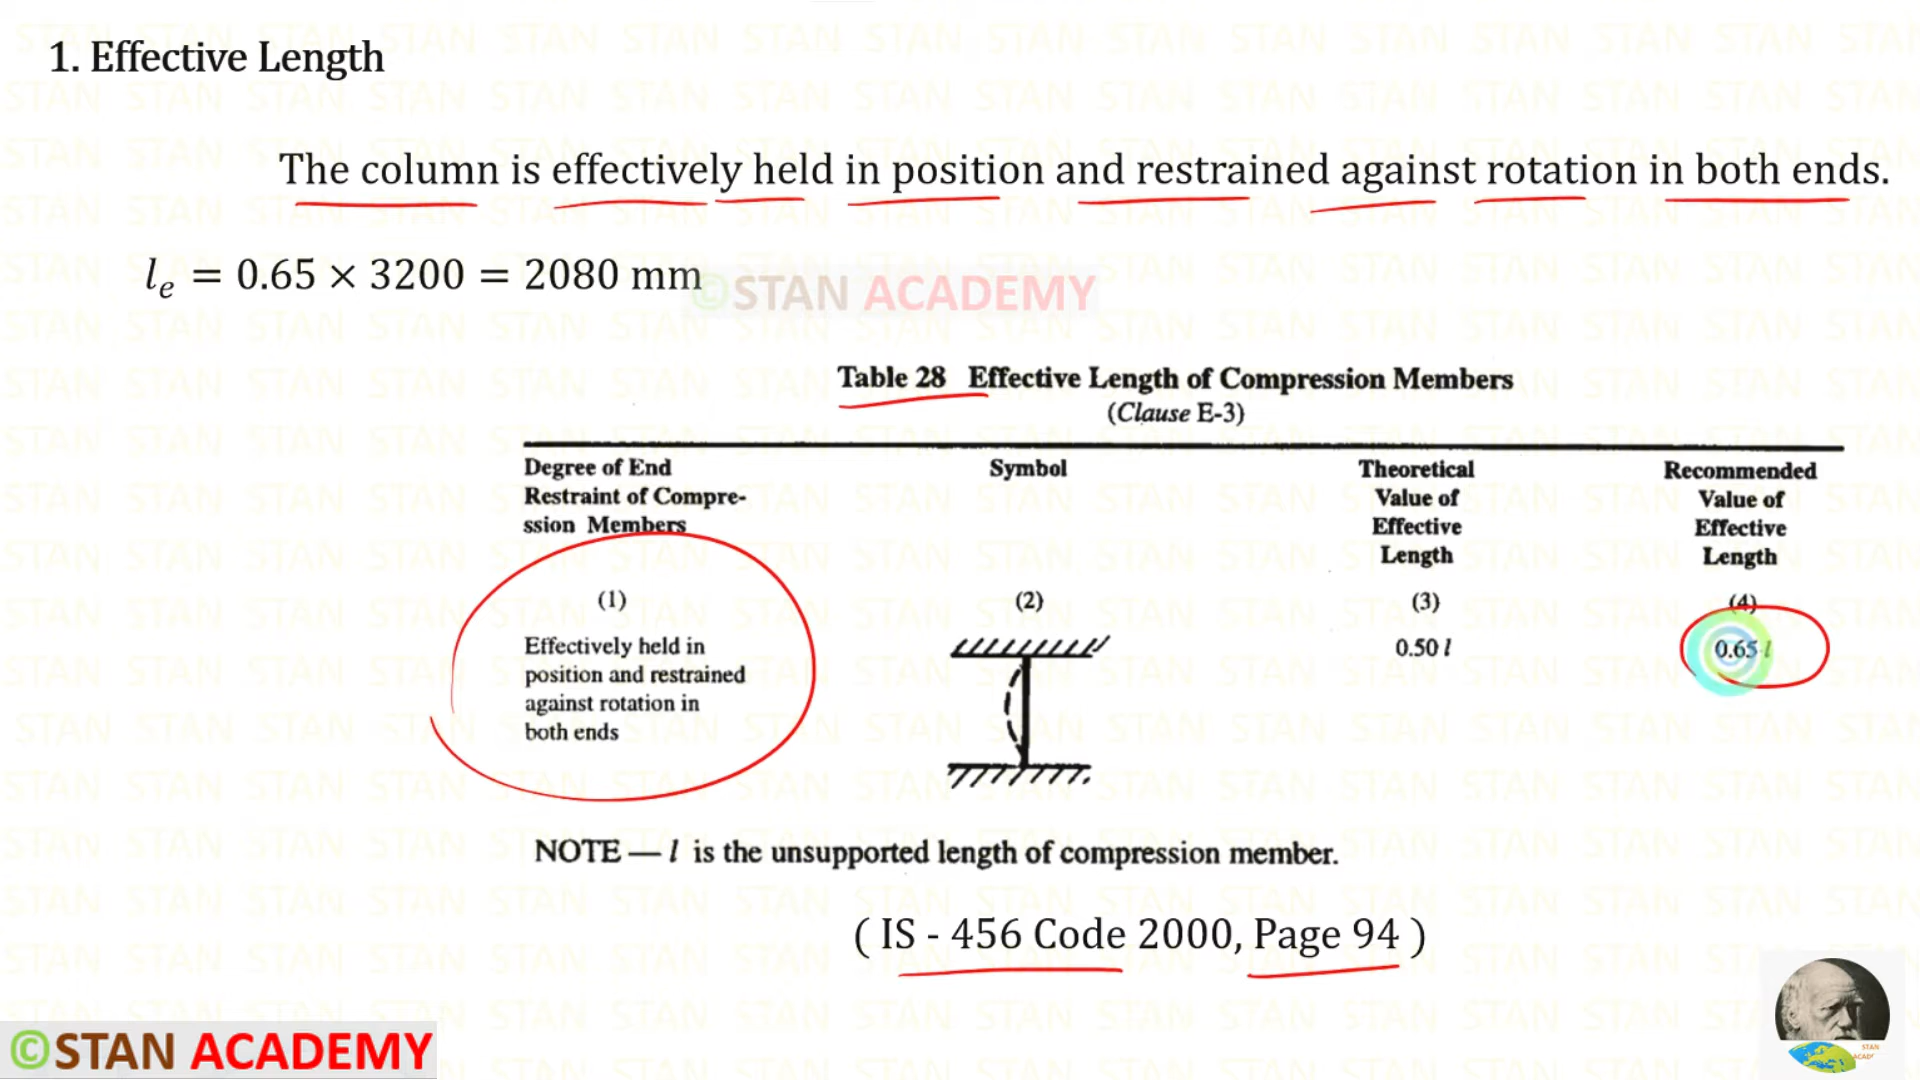 1. Effective Length
The column is effectively held in position and restrained against rotation in both ends.
lₑ = 0.65 × 3200 = 2080 mm
©STAN ACADEMY
Table 28 Effective Length of Compression Members
(Clause E-3)
Degree of End Restraint of Compre-ssion Members
Symbol
Theoretical Value of Effective Length
Recommended Value of Effective Length
(1) (2) (3) (4)
Effectively held in
position and restrained
against rotation in
both ends
0.50 l
0.65 l
NOTE — l is the unsupported length of compression member.
( IS - 456 Code 2000, Page 94 )
©STAN ACADEMY
STAN